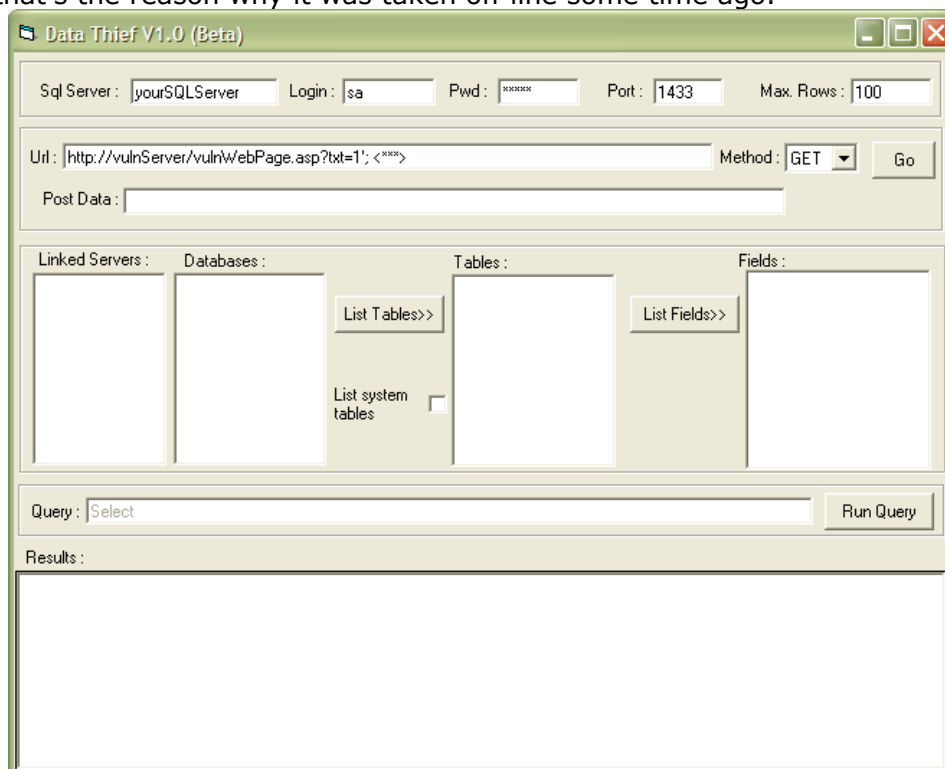 that's the reason why it was taken off-line some time ago.
Data Thief V1.0 (Beta)
Sql Server : yourSQLServer Login : sa Pwd : ***** Port : 1433 Max. Rows : 100
Url : http://vulnServer/vulnWebPage.asp?txt=1'; <***> Method : GET Go
Post Data :
Linked Servers : Databases : Tables : Fields :
List Tables>> List Fields>>
List system
tables
Query : Select Run Query
Results :